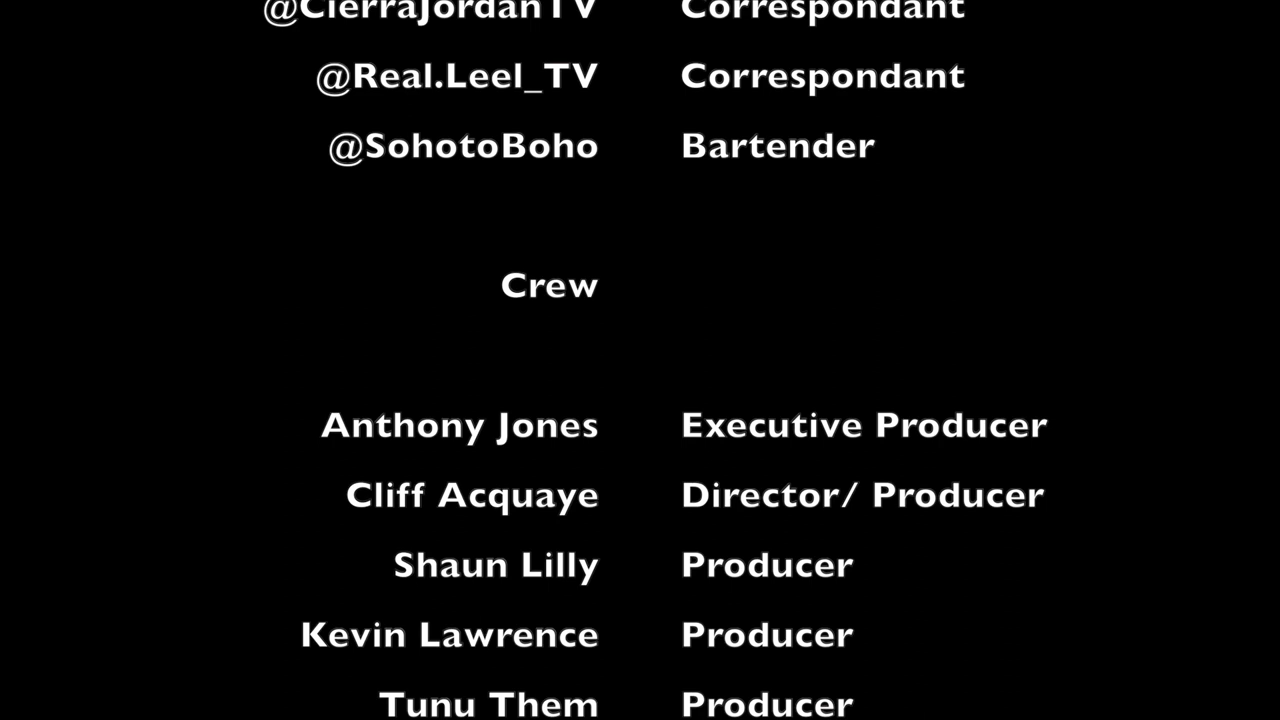 @CierraJordanTV Correspondant
@Real.Leel_TV Correspondant
@SohotoBoho Bartender
Crew
Anthony Jones Executive Producer
Cliff Acquaye Director/ Producer
Shaun Lilly Producer
Kevin Lawrence Producer
Tunu Them Producer